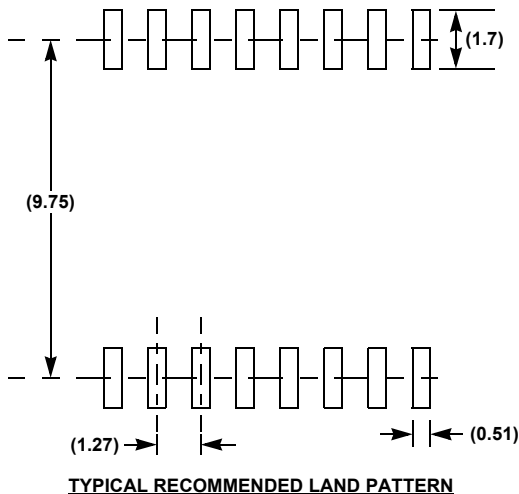 (1.7)
(9.75)
(1.27)
(0.51)
TYPICAL RECOMMENDED LAND PATTERN